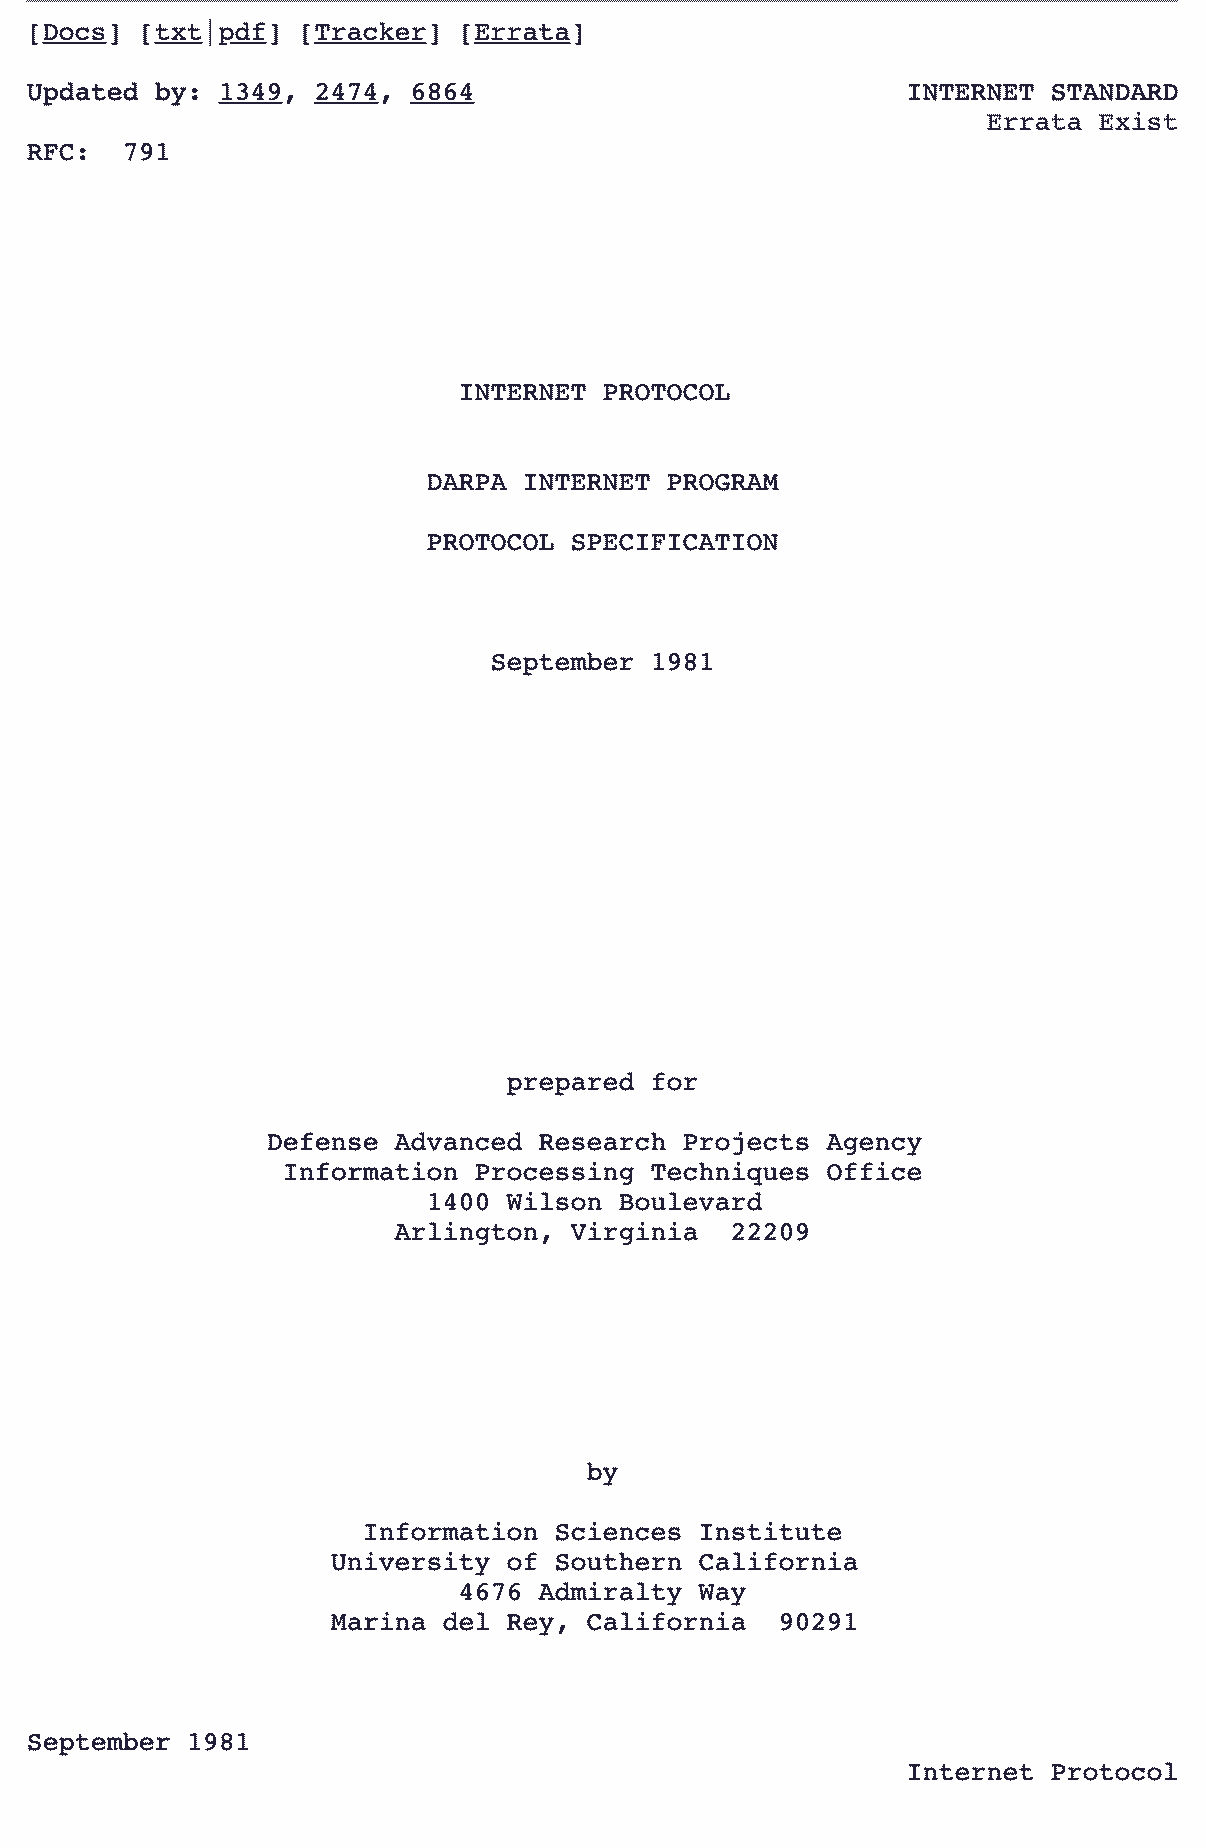 [Docs] [txt|pdf] [Tracker] [Errata]
Updated by: 1349, 2474, 6864 INTERNET STANDARD
Errata Exist
RFC: 791
INTERNET PROTOCOL
DARPA INTERNET PROGRAM
PROTOCOL SPECIFICATION
September 1981
prepared for
Defense Advanced Research Projects Agency
Information Processing Techniques Office
1400 Wilson Boulevard
Arlington, Virginia 22209
by
Information Sciences Institute
University of Southern California
4676 Admiralty Way
Marina del Rey, California 90291
September 1981
Internet Protocol